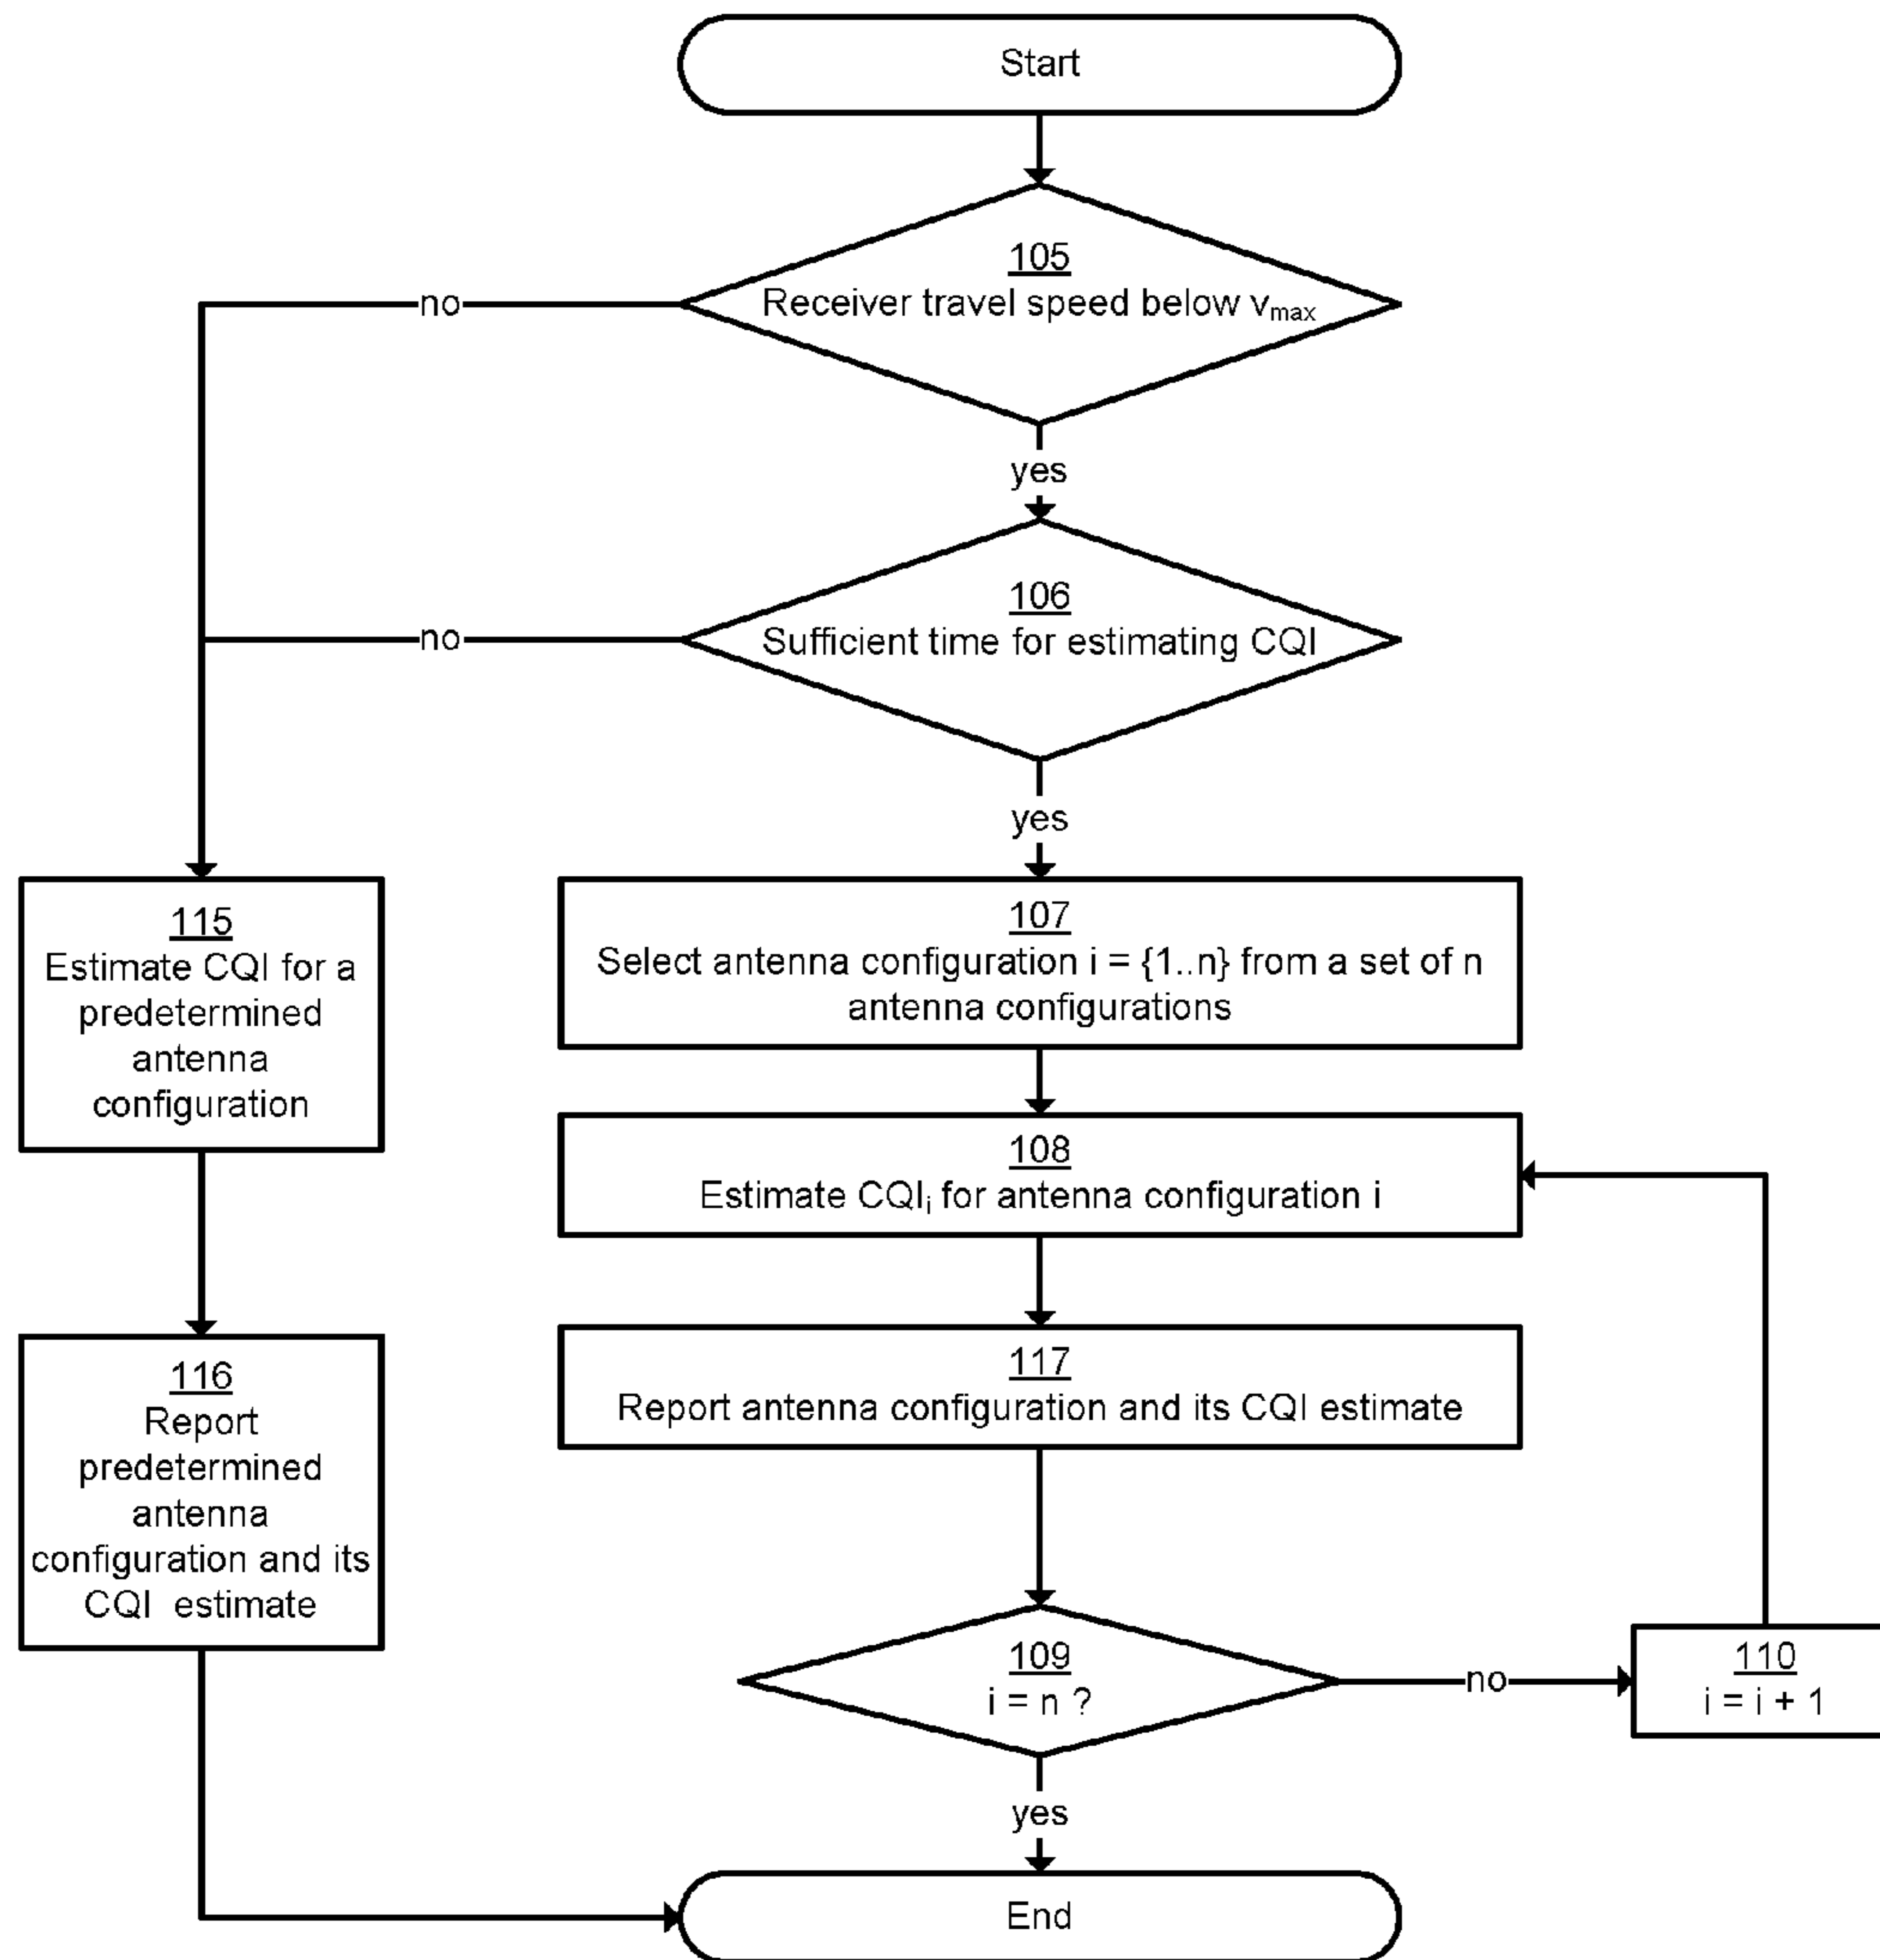 Start
105
Receiver travel speed below vmax
no
yes
106
Sufficient time for estimating CQI
no
yes
115
Estimate CQI for a
predetermined
antenna
configuration
107
Select antenna configuration i = {1..n} from a set of n
antenna configurations
108
Estimate CQIi for antenna configuration i
116
Report
predetermined
antenna
configuration and its
CQI estimate
117
Report antenna configuration and its CQI estimate
109
i = n ?
no
110
i = i + 1
yes
End